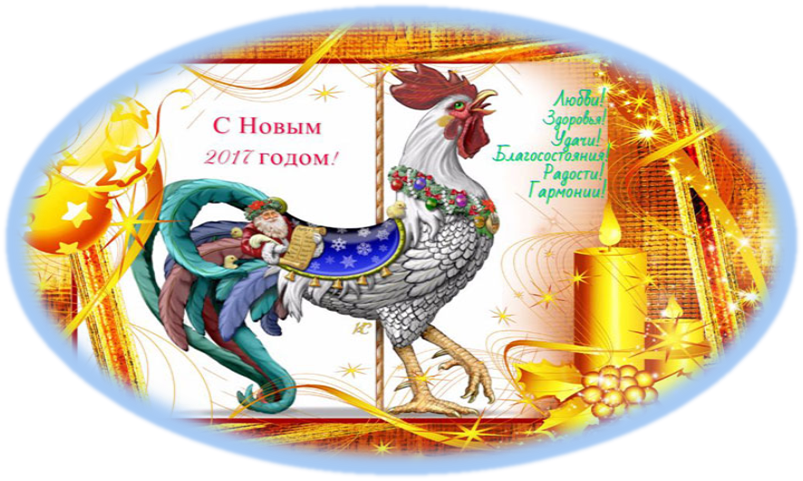 С Новым
2017 годом!
Любви!
Здоровья!
Удачи!
Благосостояния!
Радости!
Гармонии!